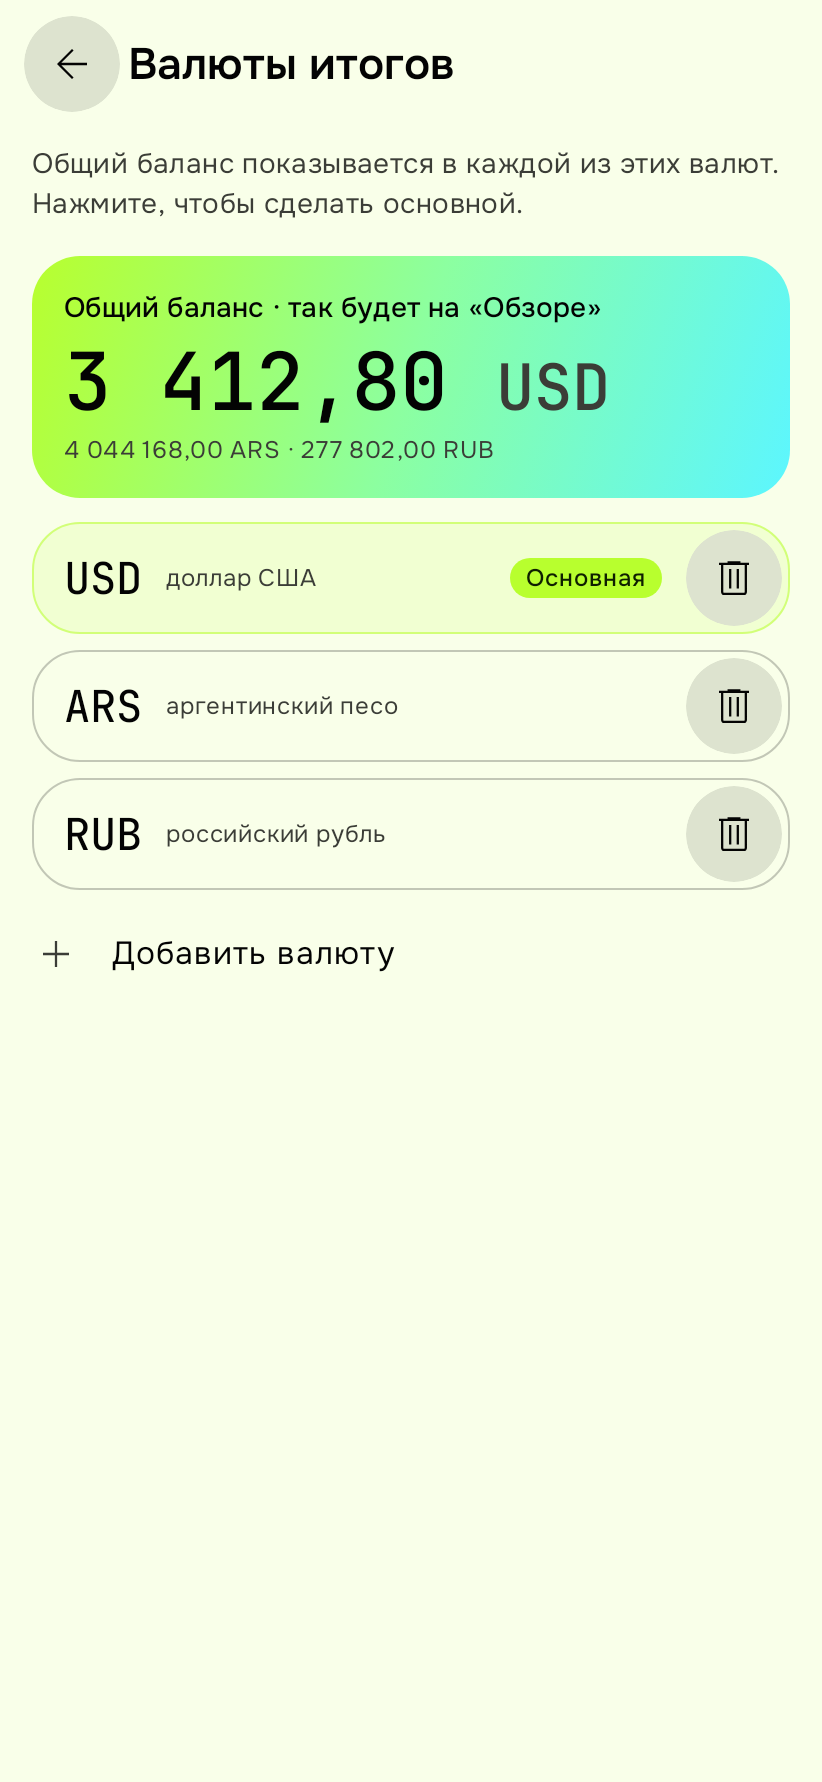 Валюты итогов
Общий баланс показывается в каждой из этих валют.
Нажмите, чтобы сделать основной.
Общий баланс · так будет на «Обзоре»
3 412,80 USD
4 044 168,00 ARS · 277 802,00 RUB
USD доллар США Основная
ARS аргентинский песо
RUB российский рубль
Добавить валюту